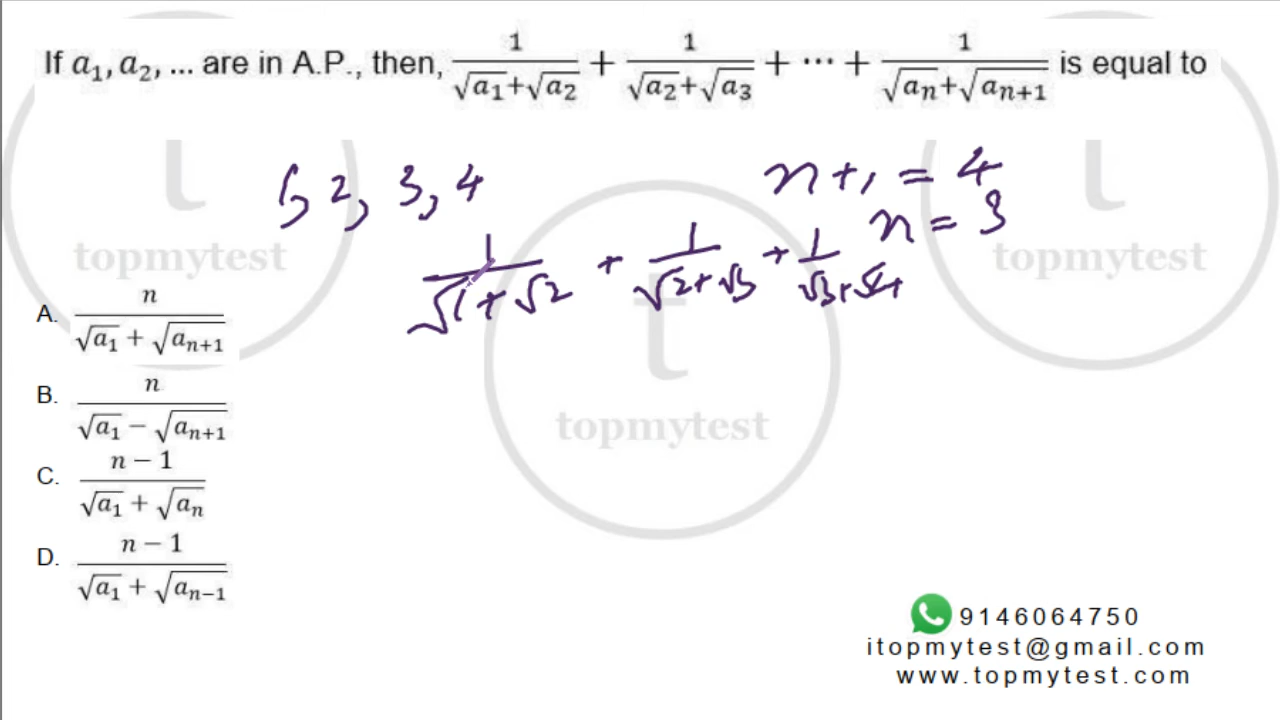 If a₁, a₂, ... are in A.P., then, 1/(√a₁+√a₂) + 1/(√a₂+√a₃) + ⋯ + 1/(√aₙ+√aₙ₊₁) is equal to
1, 2, 3, 4
n+1 = 4
n = 3
1/(√1+√2) + 1/(√2+√3) + 1/(√3+√4)
t
topmytest
t
topmytest
t
topmytest
A. n/(√a₁ + √aₙ₊₁)
B. n/(√a₁ − √aₙ₊₁)
C. (n − 1)/(√a₁ + √aₙ)
D. (n − 1)/(√a₁ + √aₙ₋₁)
9146064750
itopmytest@gmail.com
www.topmytest.com